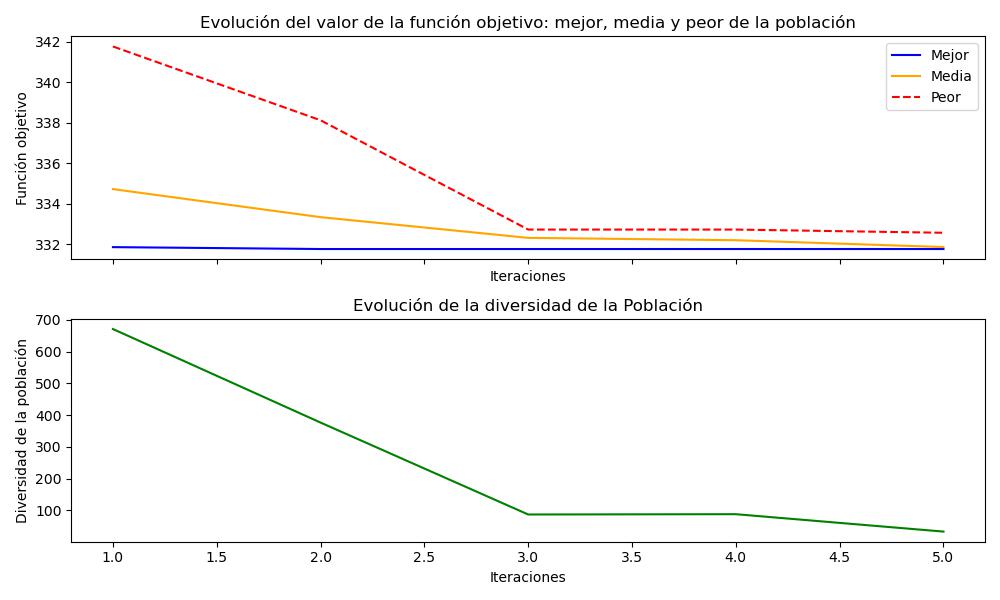 Evolución del valor de la función objetivo: mejor, media y peor de la población
Función objetivo
342
340
338
336
334
332
Mejor
Media
Peor
Iteraciones
Evolución de la diversidad de la Población
Diversidad de la población
700
600
500
400
300
200
100
1.0 1.5 2.0 2.5 3.0 3.5 4.0 4.5 5.0
Iteraciones